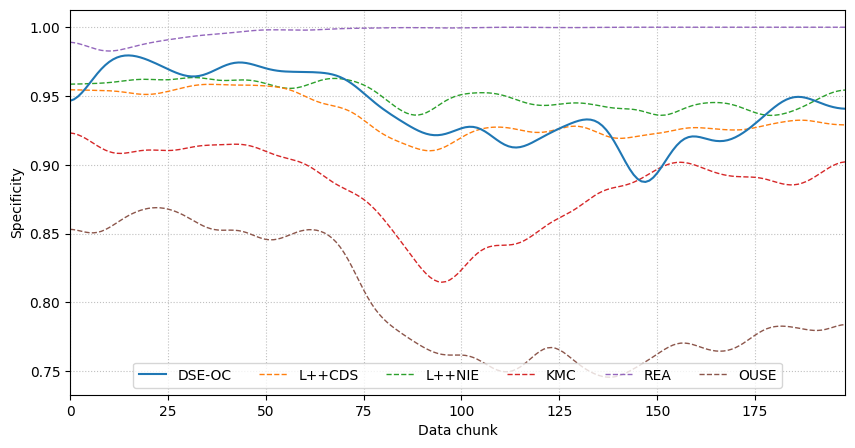 1.00
0.95
0.90
0.85
0.80
0.75
Specificity
DSE-OC L++CDS L++NIE KMC REA OUSE
0 25 50 75 100 125 150 175
Data chunk